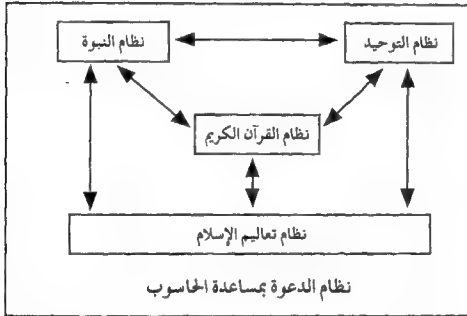 نظام التوحيد
نظام النبوة
نظام القرآن الكريم
نظام تعاليم الإسلام
نظام الدعوة بمساعدة الحاسوب